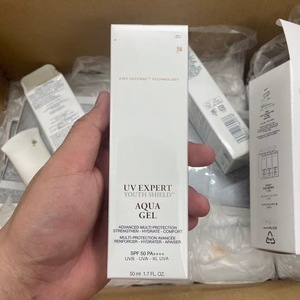 UV EXPERT
YOUTH SHIELD™
AQUA
GEL
ADVANCED MULTI-PROTECTION
STRENGTHEN - HYDRATE - COMFORT
MULTI-PROTECTION AVANCÉE
RENFORCER - HYDRATER - APAISER
SPF 50 PA++++
UVB - UVA - XL UVA
50 ml 1.7 FL. OZ.